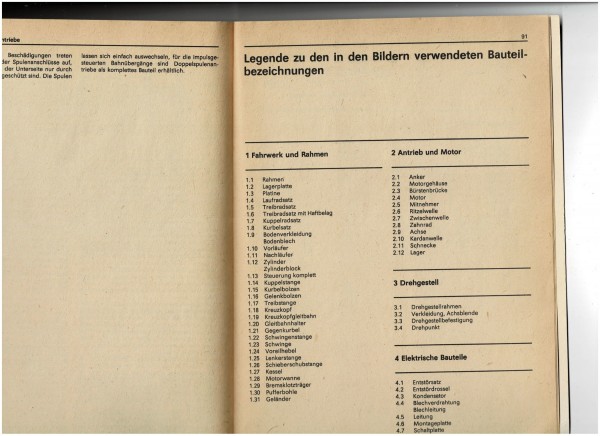 ntriebe
Beschädigungen treten
der Spulenanschlüsse auf,
der Unterseite nur durch
geschützt sind. Die Spulen
lassen sich einfach auswechseln, für die impulsge-
steuerten Bahnübergänge sind Doppelspulenan-
triebe als komplettes Bauteil erhältlich.
91
Legende zu den in den Bildern verwendeten Bauteil-
bezeichnungen
1 Fahrwerk und Rahmen
1.1 Rahmen
1.2 Lagerplatte
1.3 Platine
1.4 Laufradsatz
1.5 Treibradsatz
1.6 Treibradsatz mit Haftbelag
1.7 Kuppelradsatz
1.8 Kurbelsatz
1.9 Bodenverkleidung
Bodenblech
1.10 Vorläufer
1.11 Nachläufer
1.12 Zylinder
Zylinderblock
1.13 Steuerung komplett
1.14 Kuppelstange
1.15 Kurbelbolzen
1.16 Gelenkbolzen
1.17 Treibstange
1.18 Kreuzkopf
1.19 Kreuzkopfgleitbahn
1.20 Gleitbahnhalter
1.21 Gegenkurbel
1.22 Schwingenstange
1.23 Schwinge
1.24 Voreilhebel
1.25 Lenkerstange
1.26 Schieberschubstange
1.27 Kessel
1.28 Motorwanne
1.29 Bremsklotzträger
1.30 Pufferbohle
1.31 Geländer
2 Antrieb und Motor
2.1 Anker
2.2 Motorgehäuse
2.3 Bürstenbrücke
2.4 Motor
2.5 Mitnehmer
2.6 Ritzelwelle
2.7 Zwischenwelle
2.8 Zahnrad
2.9 Achse
2.10 Kardanwelle
2.11 Schnecke
2.12 Lager
3 Drehgestell
3.1 Drehgestellrahmen
3.2 Verkleidung, Achsblende
3.3 Drehgestellbefestigung
3.4 Drehpunkt
4 Elektrische Bauteile
4.1 Entstörsatz
4.2 Entstördrossel
4.3 Kondensator
4.4 Blechverdrahtung
Blechleitung
4.5 Leitung
4.6 Montageplatte
4.7 Schaltplatte